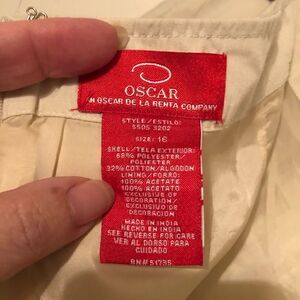 OSCAR
AN OSCAR DE LA RENTA COMPANY
STYLE/ESTILO:
5505 3202
SIZE: 16
SHELL/TELA EXTERIOR:
68% POLYESTER/
POLIESTER
32% COTTON/ALGODON
LINING/FORRO:
100% ACETATE
100% ACETATO
EXCLUSIVE OF
DECORATION/
EXCLUSIVO DE
DECORACION
MADE IN INDIA
HECHO EN INDIA
SEE REVERSE FOR CARE
VER AL DORSO PARA
CUIDADO
RN# 51735